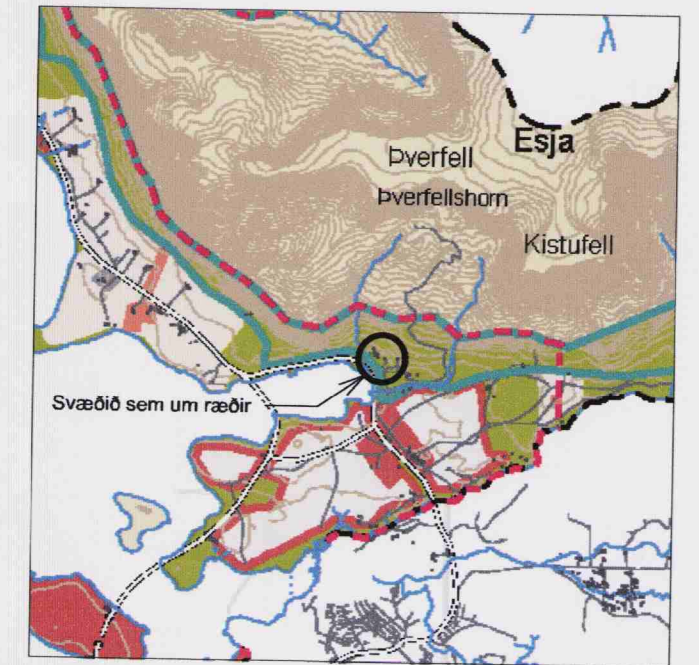 Esja
Þverfell
Þverfellshorn
Kistufell
Svæðið sem um ræðir